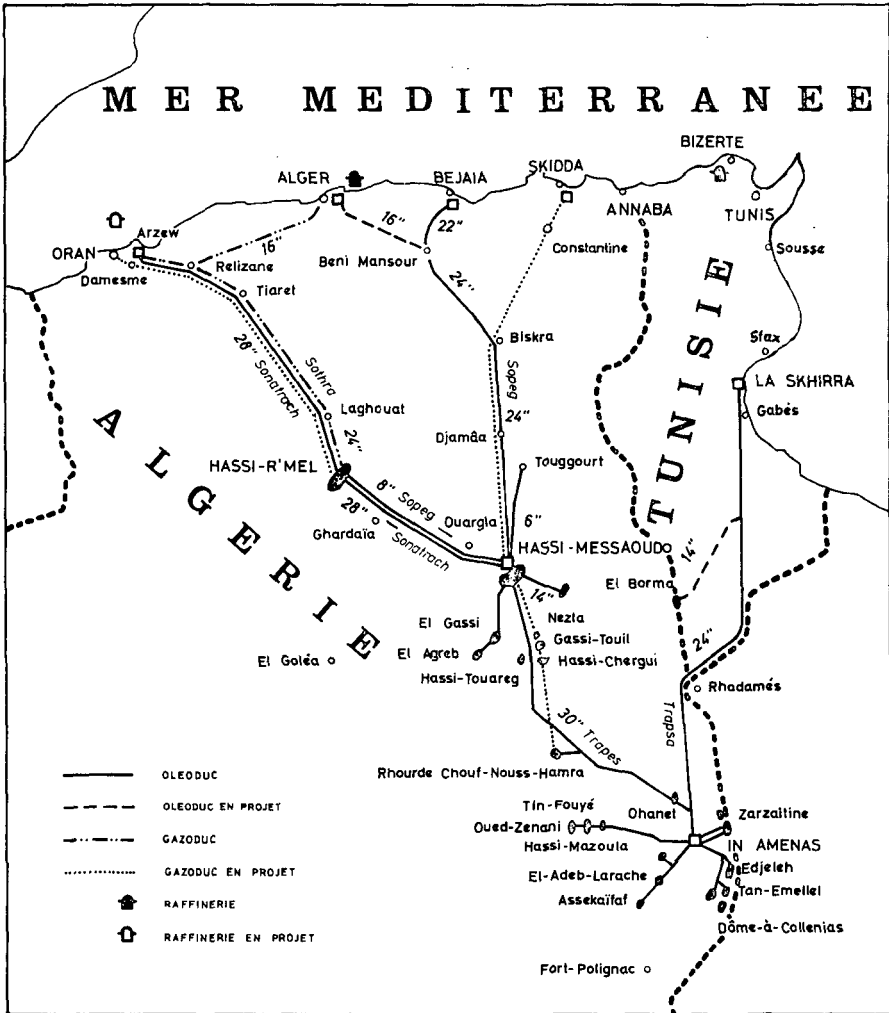 MER MEDITERRANEE
BIZERTE
SKIDDA
ALGER
BEJAIA
ANNABA
TUNIS
16"
22"
Arzew
ORAN
16"
Constantine
Sousse
Relizane
Beni Mansour
Damesme
Tiaret
24"
Biskra
Sfax
28" Sonatrach
Sothra
Sopeg
TUNISIE
LA SKHIRRA
Laghouat
24"
Gabés
24"
Djamâa
ALGERIE
HASSI-R'MEL
Touggourt
8" Sopeg
28"
Ouargla
6"
Ghardaïa
Sonatrach
HASSI-MESSAOUD
14"
El Borma
14"
Nezla
El Gassi
Gassi-Touil
24"
El Goléa
El Agreb
Hassi-Chergui
Hassi-Touareg
Rhadamés
30" Trapes
Trapsa
Rhourde Chouf-Nouss-Hamra
OLEODUC
OLEODUC EN PROJET
GAZODUC
GAZODUC EN PROJET
RAFFINERIE
RAFFINERIE EN PROJET
Tin-Fouyé
Ohanet
Zarzaïtine
Oued-Zenani
Hassi-Mazoula
IN AMENAS
Edjeleh
El-Adeb-Larache
Tan-Emellel
Assekaïfaf
Dôme-à-Collenias
Fort-Polignac